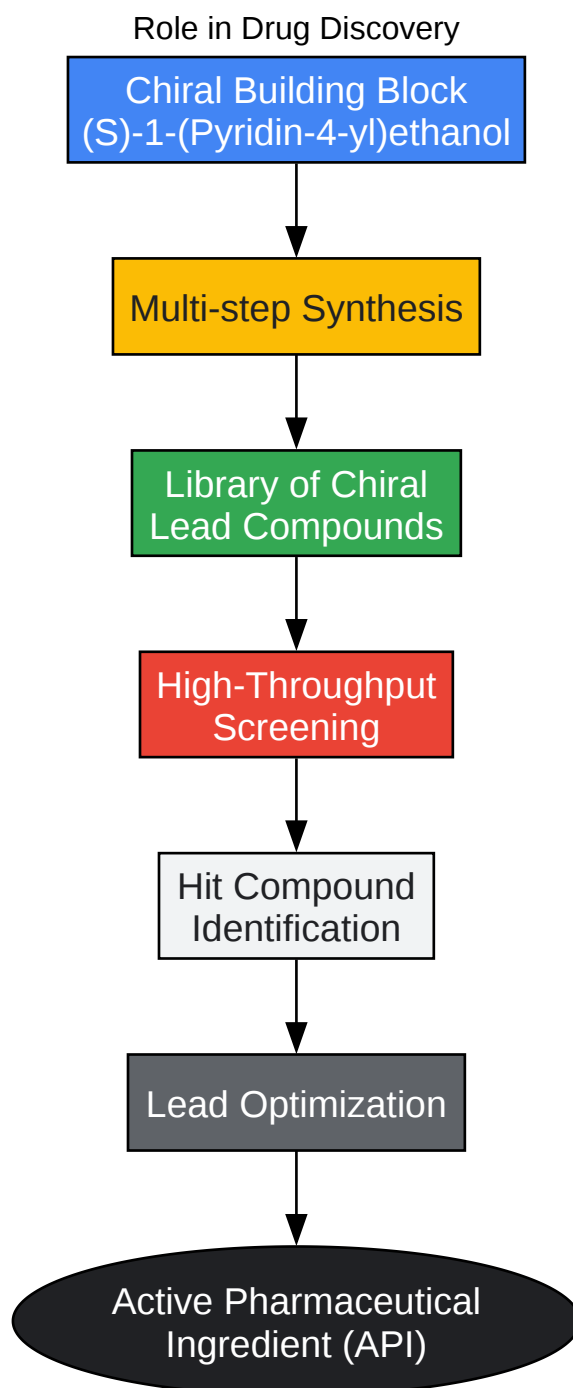 Role in Drug Discovery
Chiral Building Block
(S)-1-(Pyridin-4-yl)ethanol
Multi-step Synthesis
Library of Chiral
Lead Compounds
High-Throughput
Screening
Hit Compound
Identification
Lead Optimization
Active Pharmaceutical
Ingredient (API)